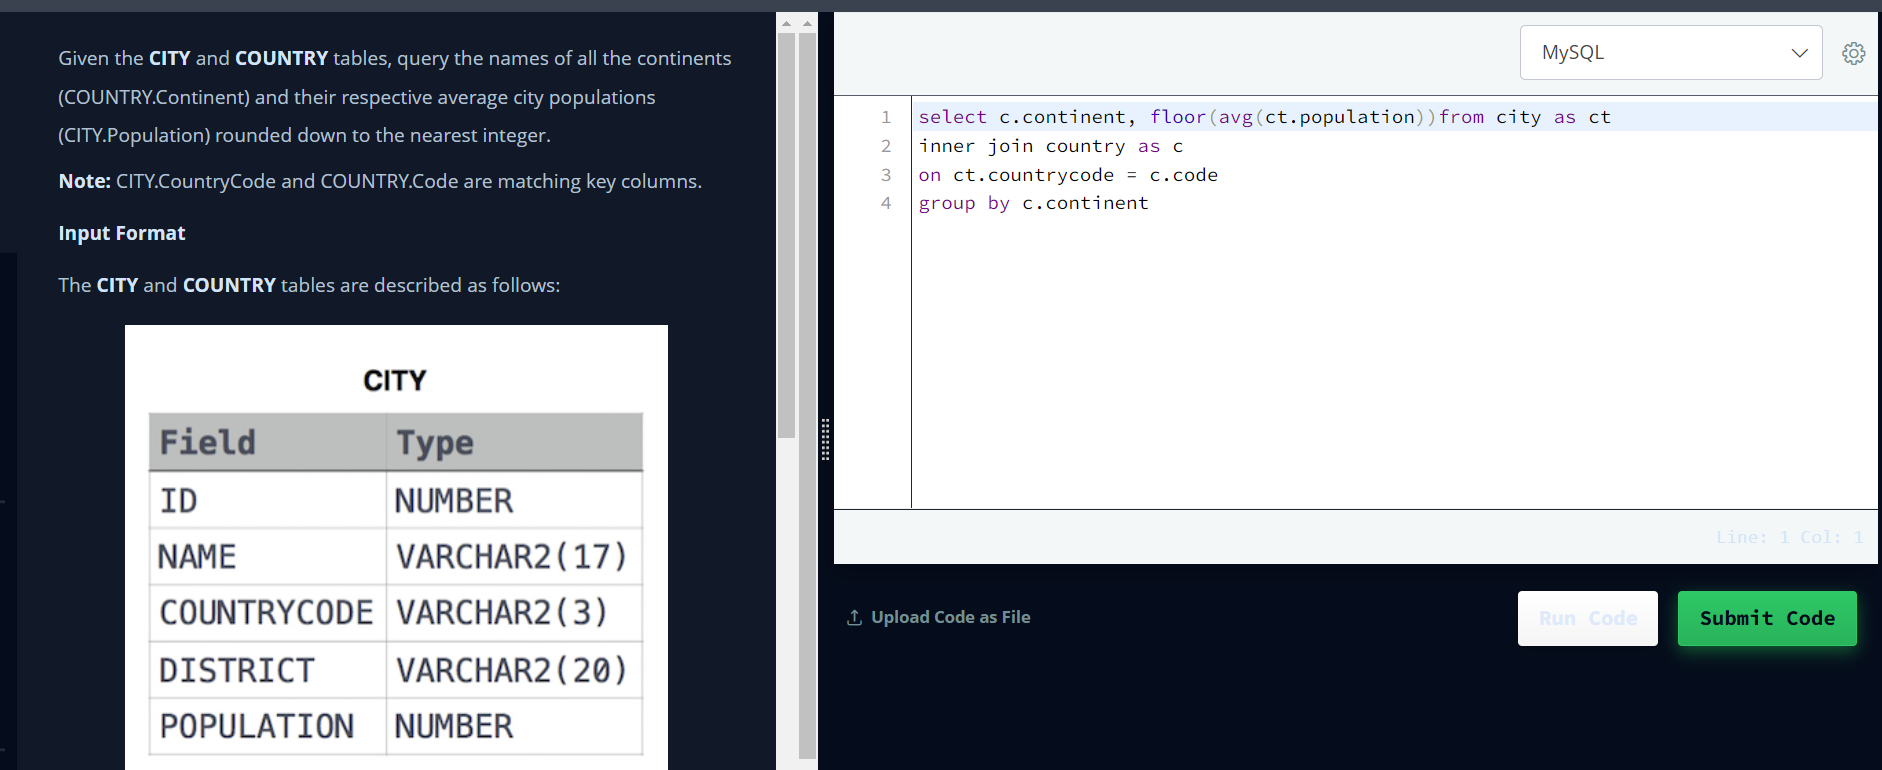 Given the CITY and COUNTRY tables, query the names of all the continents
(COUNTRY.Continent) and their respective average city populations
(CITY.Population) rounded down to the nearest integer.
Note: CITY.CountryCode and COUNTRY.Code are matching key columns.
Input Format
The CITY and COUNTRY tables are described as follows:
CITY
Field Type
ID NUMBER
NAME VARCHAR2(17)
COUNTRYCODE VARCHAR2(3)
DISTRICT VARCHAR2(20)
POPULATION NUMBER
MySQL
1 select c.continent, floor(avg(ct.population))from city as ct
2 inner join country as c
3 on ct.countrycode = c.code
4 group by c.continent
Line: 1 Col: 1
Upload Code as File
Run Code
Submit Code